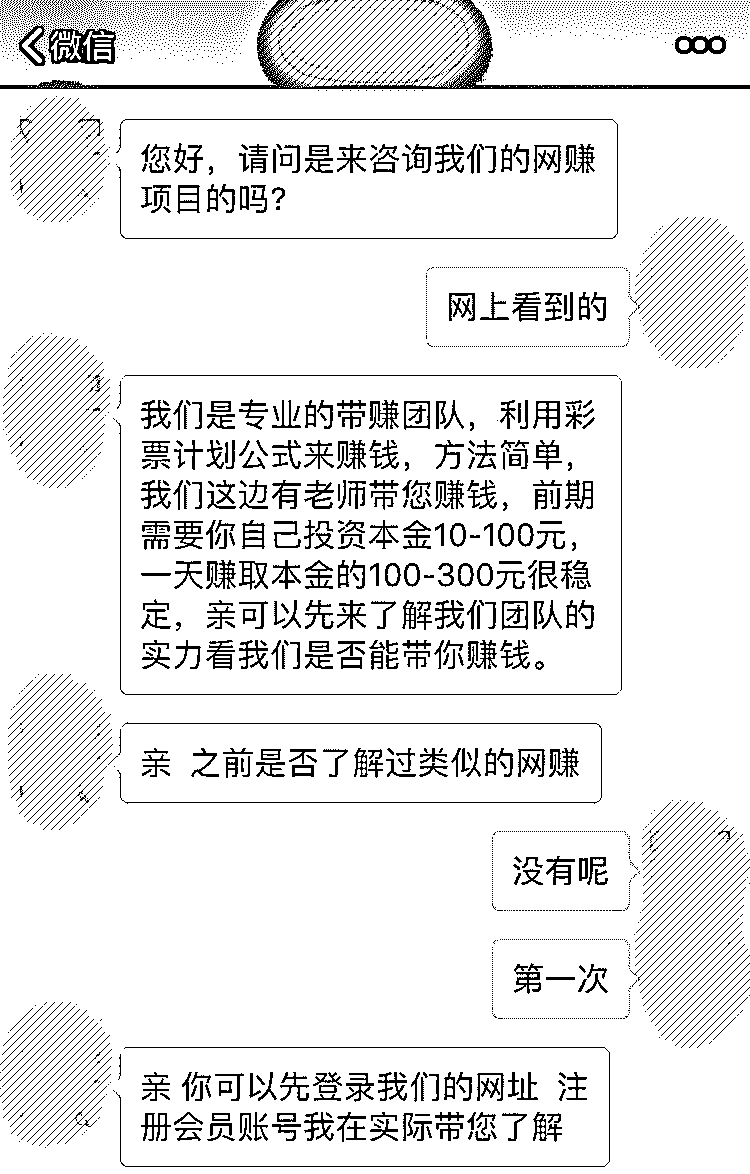 微信
您好，请问是来咨询我们的网赚
项目的吗？
网上看到的
我们是专业的带赚团队，利用彩
票计划公式来赚钱，方法简单，
我们这边有老师带您赚钱，前期
需要你自己投资本金10-100元，
一天赚取本金的100-300元很稳
定，亲可以先来了解我们团队的
实力看我们是否能带你赚钱。
亲 之前是否了解过类似的网赚
没有呢
第一次
亲 你可以先登录我们的网址 注
册会员账号我在实际带您了解